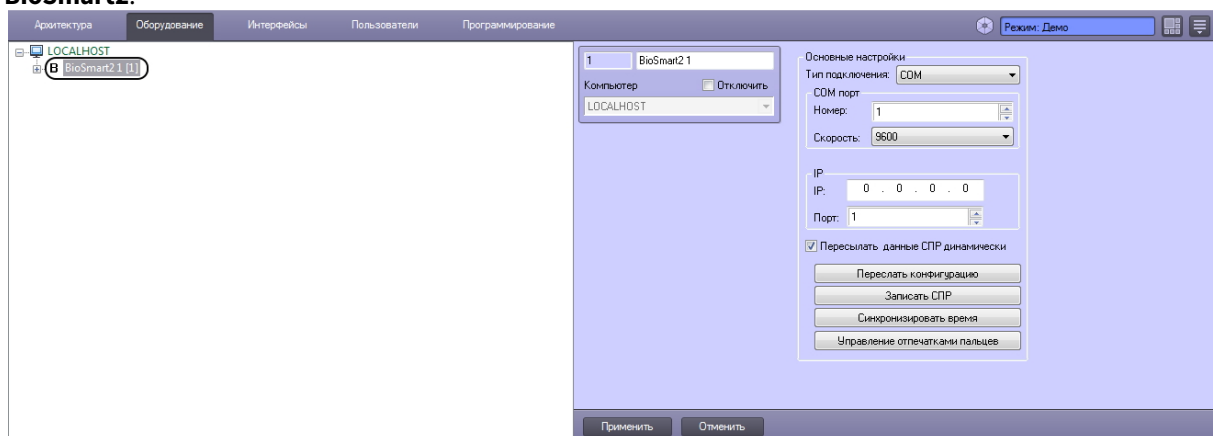 BioSmart2.
Архитектура Оборудование Интерфейсы Пользователи Программирование Режим: Демо
LOCALHOST
B BioSmart2 1 [1]
1 BioSmart2 1
Компьютер Отключить
LOCALHOST
Основные настройки
Тип подключения: COM
COM порт
Номер: 1
Скорость: 9600
IP
IP: 0 . 0 . 0 . 0
Порт: 1
Пересылать данные СПР динамически
Переслать конфигурацию
Записать СПР
Синхронизировать время
Управление отпечатками пальцев
Применить Отменить